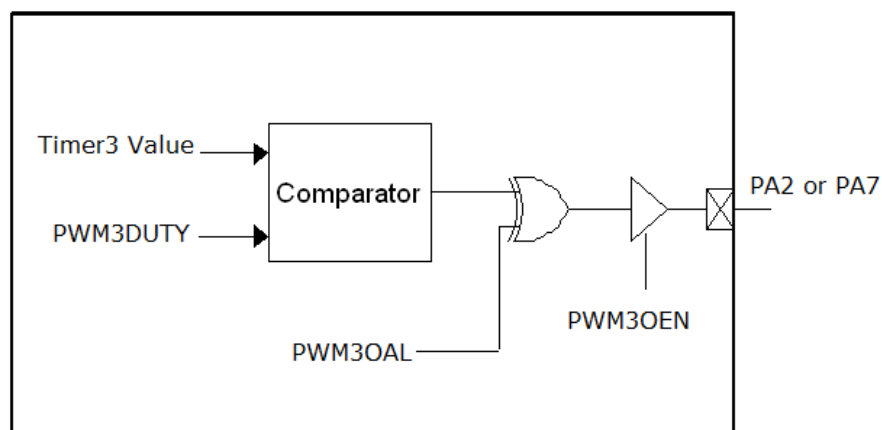 Timer3 Value
PWM3DUTY
Comparator
PWM3OAL
PWM3OEN
PA2 or PA7